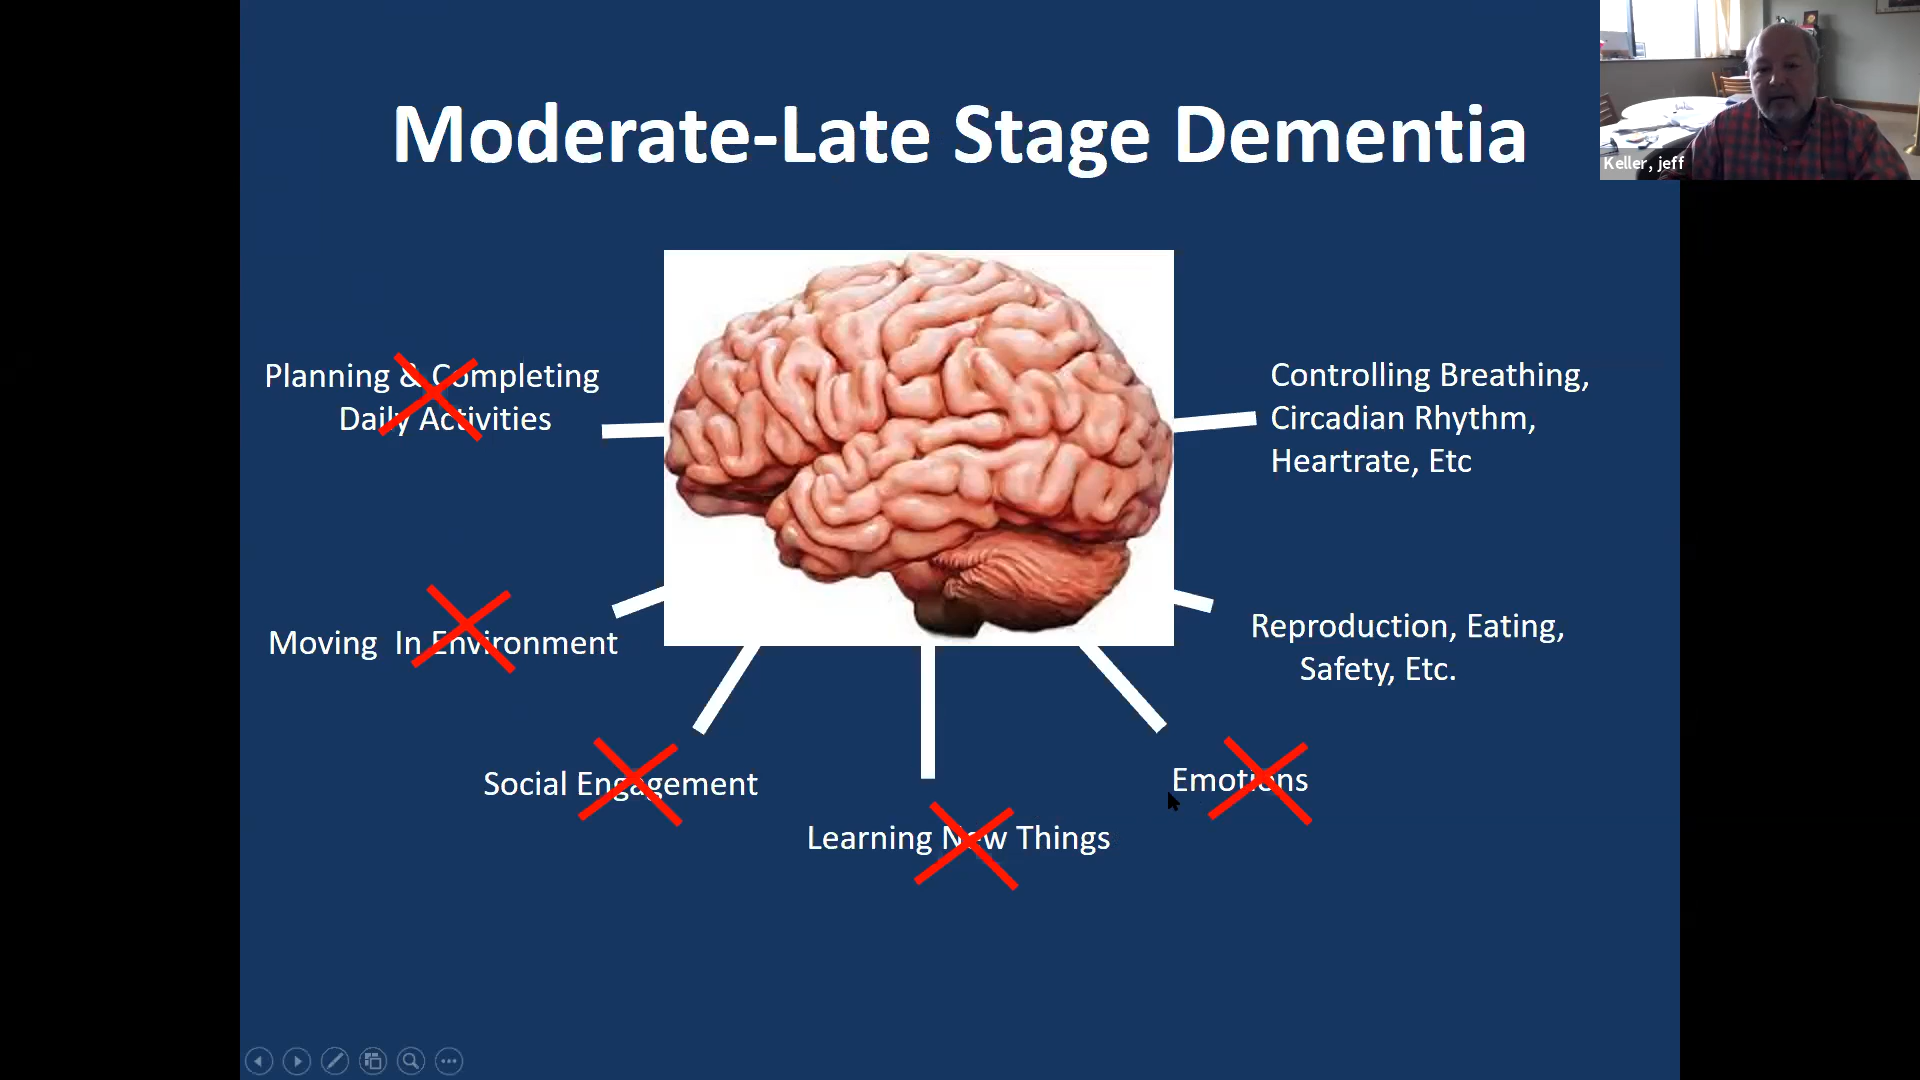 Moderate-Late Stage Dementia
Keller, jeff
Planning & Completing
Daily Activities
Controlling Breathing,
Circadian Rhythm,
Heartrate, Etc
Moving  In Environment
Reproduction, Eating,
Safety, Etc.
Social Engagement
Emotions
Learning New Things